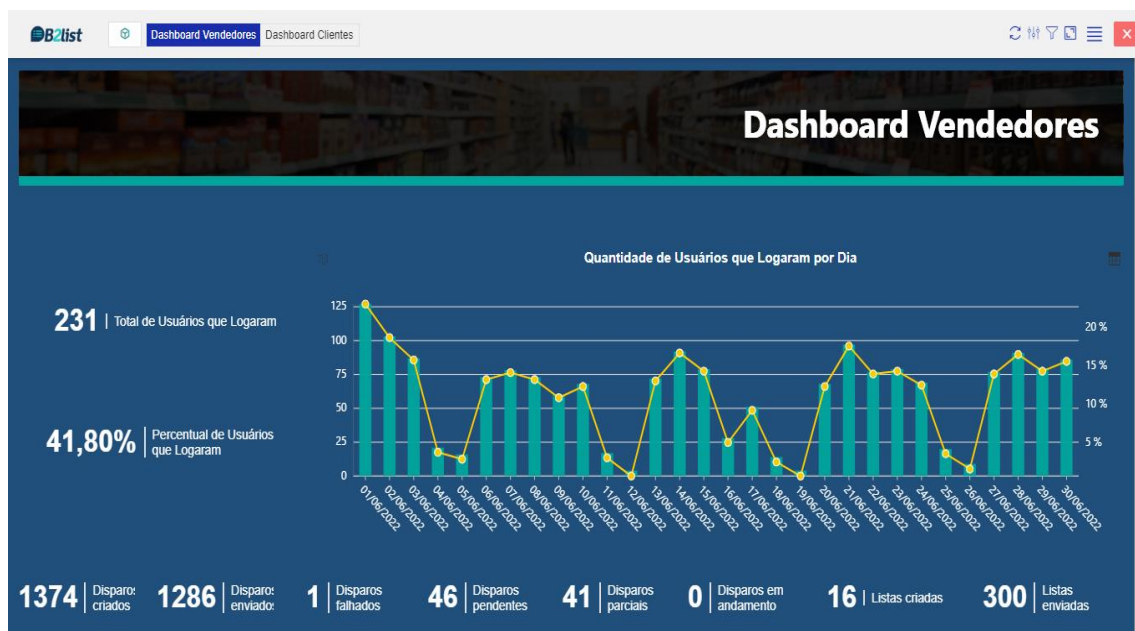 B2list
Dashboard Vendedores
Dashboard Clientes
Dashboard Vendedores
Quantidade de Usuários que Logaram por Dia
231
Total de Usuários que Logaram
41,80%
Percentual de Usuários
que Logaram
125
100
75
50
25
0
20 %
15 %
10 %
5 %
01/06/2022
02/06/2022
03/06/2022
04/06/2022
05/06/2022
06/06/2022
07/06/2022
08/06/2022
09/06/2022
10/06/2022
11/06/2022
12/06/2022
13/06/2022
14/06/2022
15/06/2022
16/06/2022
17/06/2022
18/06/2022
19/06/2022
20/06/2022
21/06/2022
22/06/2022
23/06/2022
24/06/2022
25/06/2022
26/06/2022
27/06/2022
28/06/2022
29/06/2022
30/06/2022
1374
Disparos
criados
1286
Disparos
enviados
1
Disparos
falhados
46
Disparos
pendentes
41
Disparos
parciais
0
Disparos em
andamento
16
Listas criadas
300
Listas
enviadas